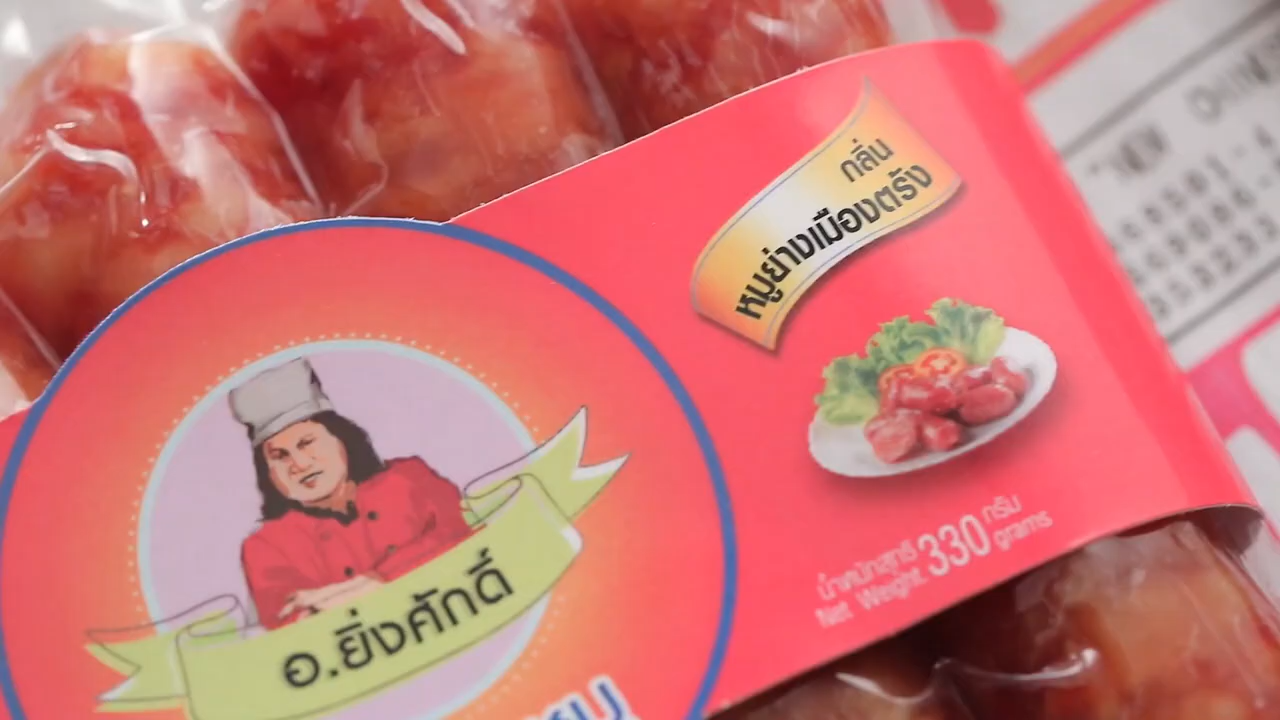 กลิ่น
หมูย่างเมืองตรัง
น้ำหนักสุทธิ 330 กรัม
Net Weight. grams
อ.ยิ่งศักดิ์